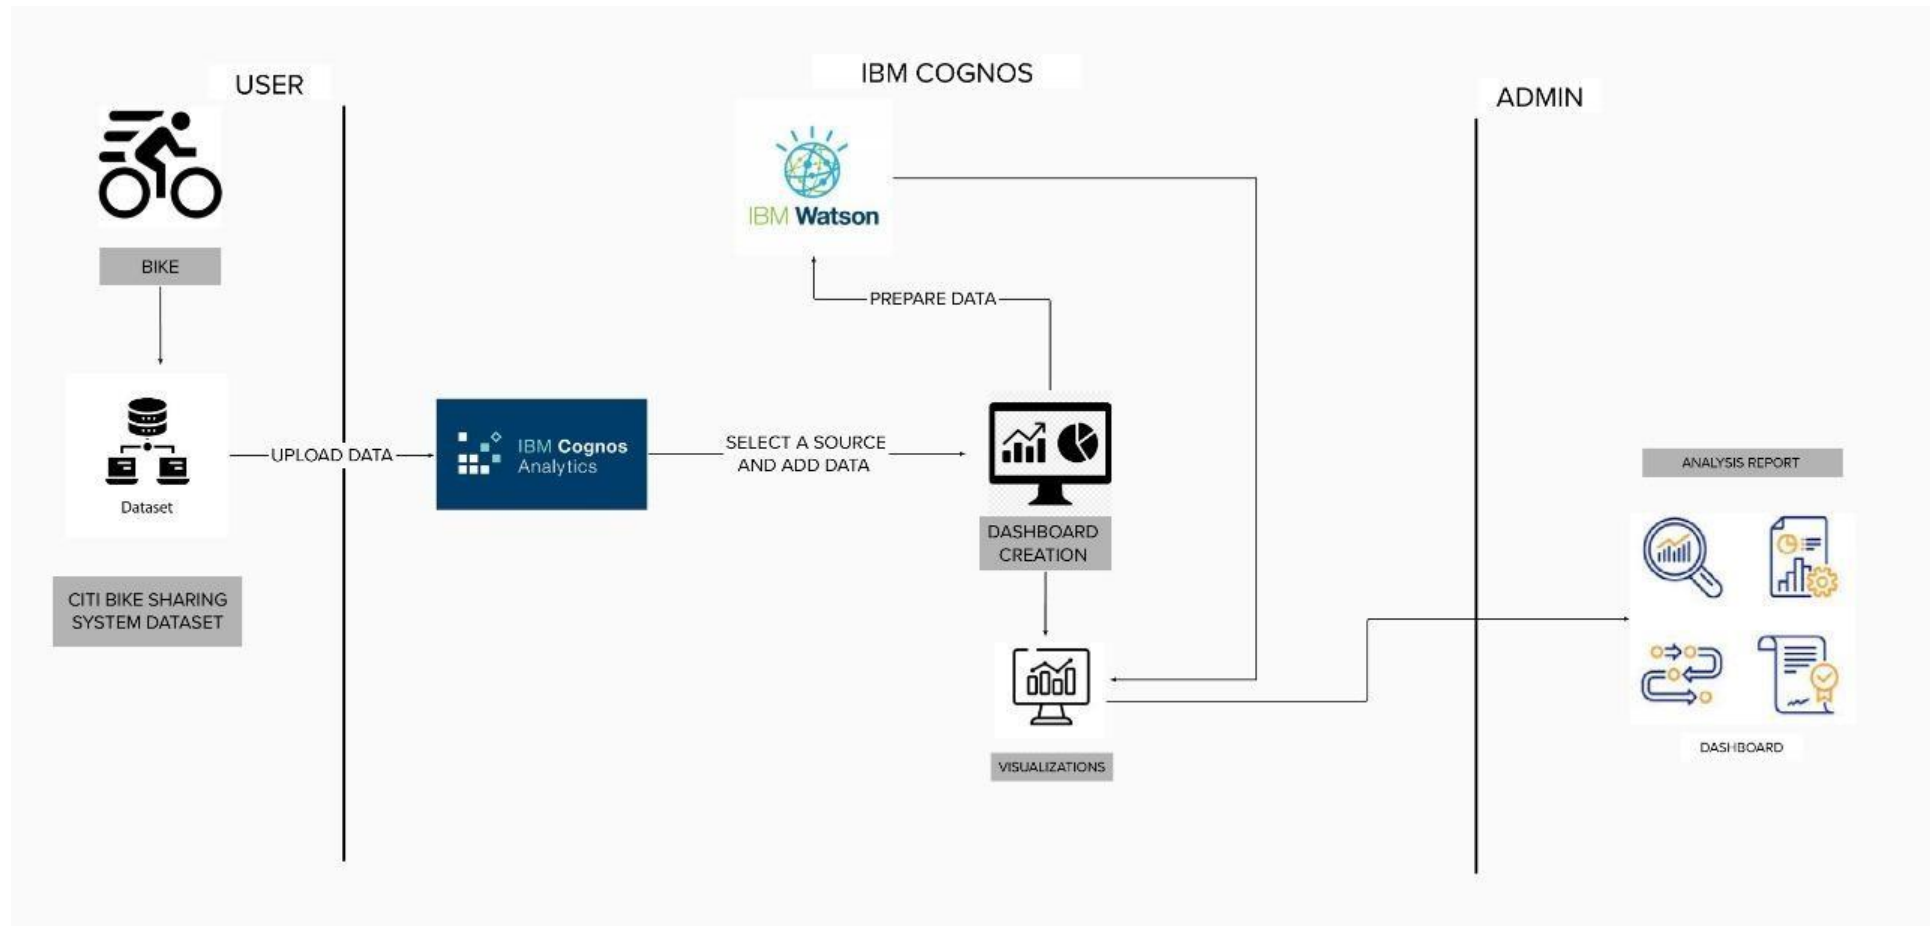 USER
IBM COGNOS
ADMIN
IBM Watson
BIKE
PREPARE DATA
Dataset
UPLOAD DATA
IBM Cognos
Analytics
SELECT A SOURCE
AND ADD DATA
DASHBOARD
CREATION
ANALYSIS REPORT
CITI BIKE SHARING
SYSTEM DATASET
VISUALIZATIONS
DASHBOARD